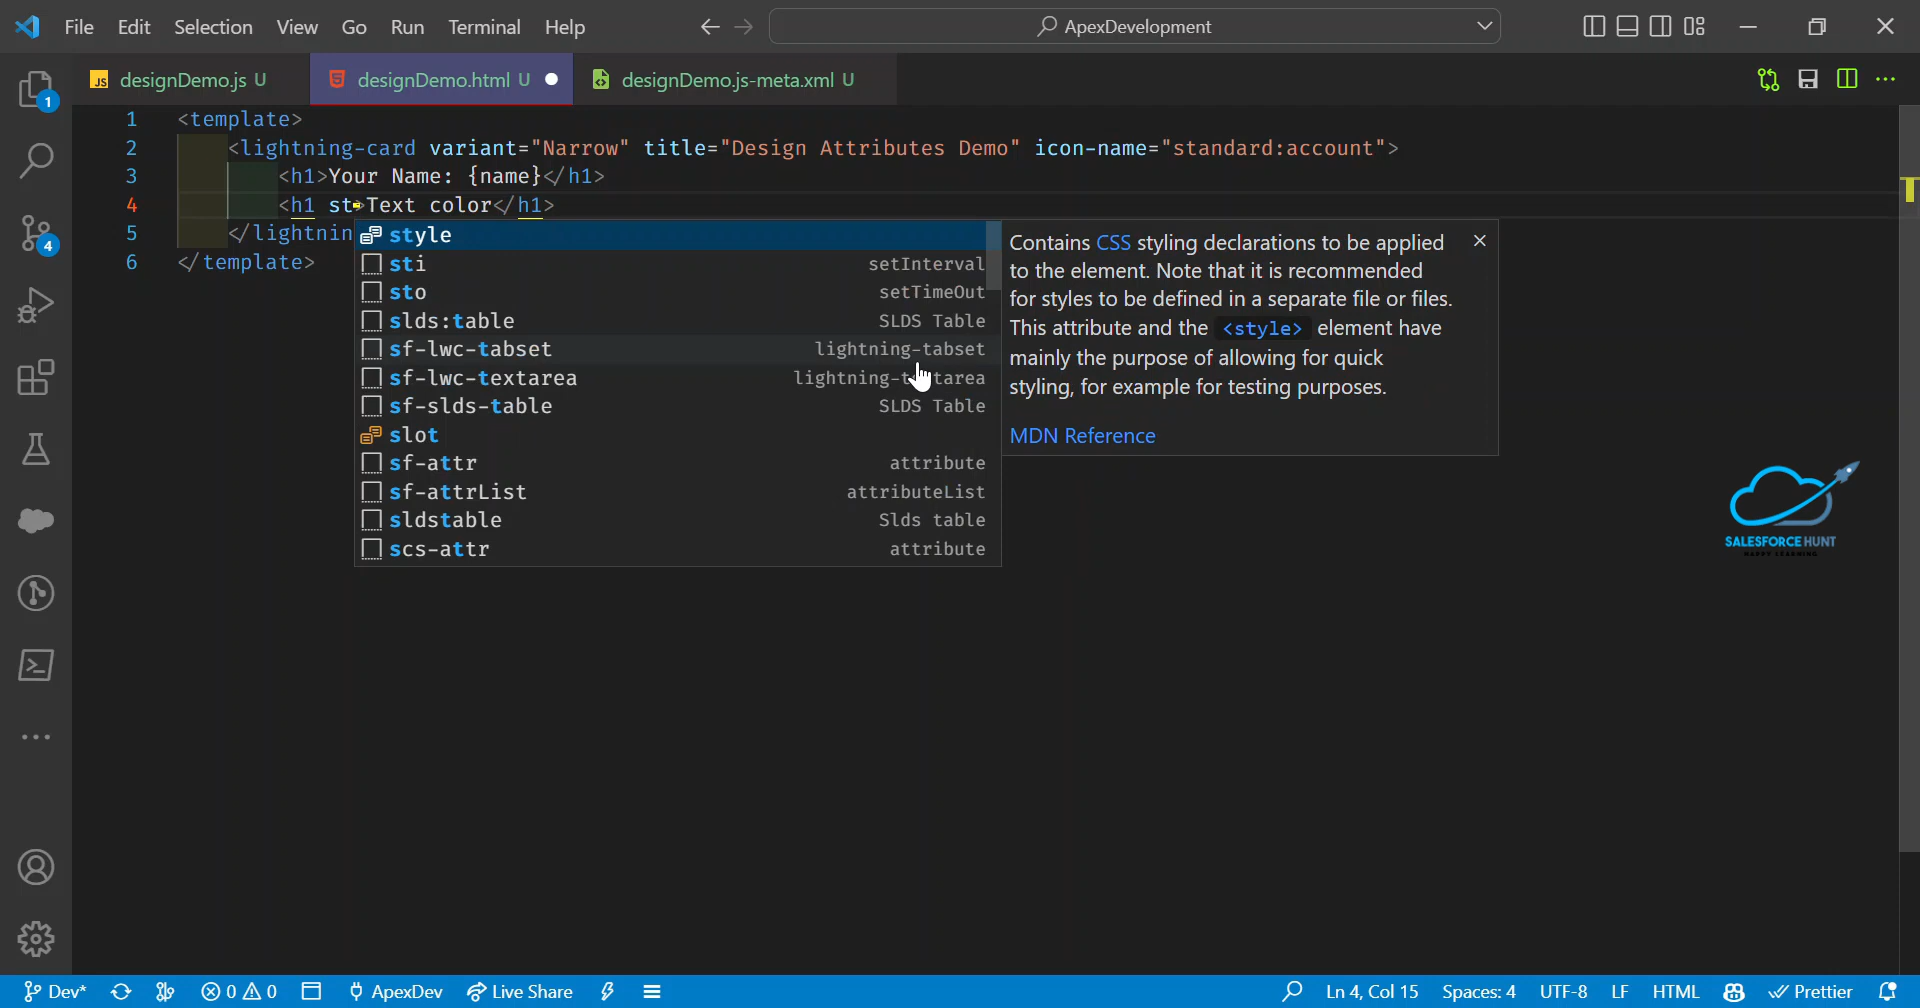 File Edit Selection View Go Run Terminal Help ApexDevelopment
designDemo.js U designDemo.html U designDemo.js-meta.xml U
1 <template>
2 <lightning-card variant="Narrow" title="Design Attributes Demo" icon-name="standard:account">
3 <h1>Your Name: {name}</h1>
4 <h1 st>Text color</h1>
5 </lightnin
6 </template>
style
sti setInterval
sto setTimeOut
slds:table SLDS Table
sf-lwc-tabset lightning-tabset
sf-lwc-textarea
sf-slds-table SLDS Table
slot
sf-attr attribute
sf-attrList attributeList
sldstable Slds table
scs-attr attribute
Contains CSS styling declarations to be applied
to the element. Note that it is recommended
for styles to be defined in a separate file or files.
This attribute and the <style> element have
mainly the purpose of allowing for quick
styling, for example for testing purposes.
MDN Reference
1
4
JS
SALESFORCE HUNT
HAPPY LEARNING
Dev* 0 0 ApexDev Live Share Ln 4, Col 15 Spaces: 4 UTF-8 LF HTML Prettier